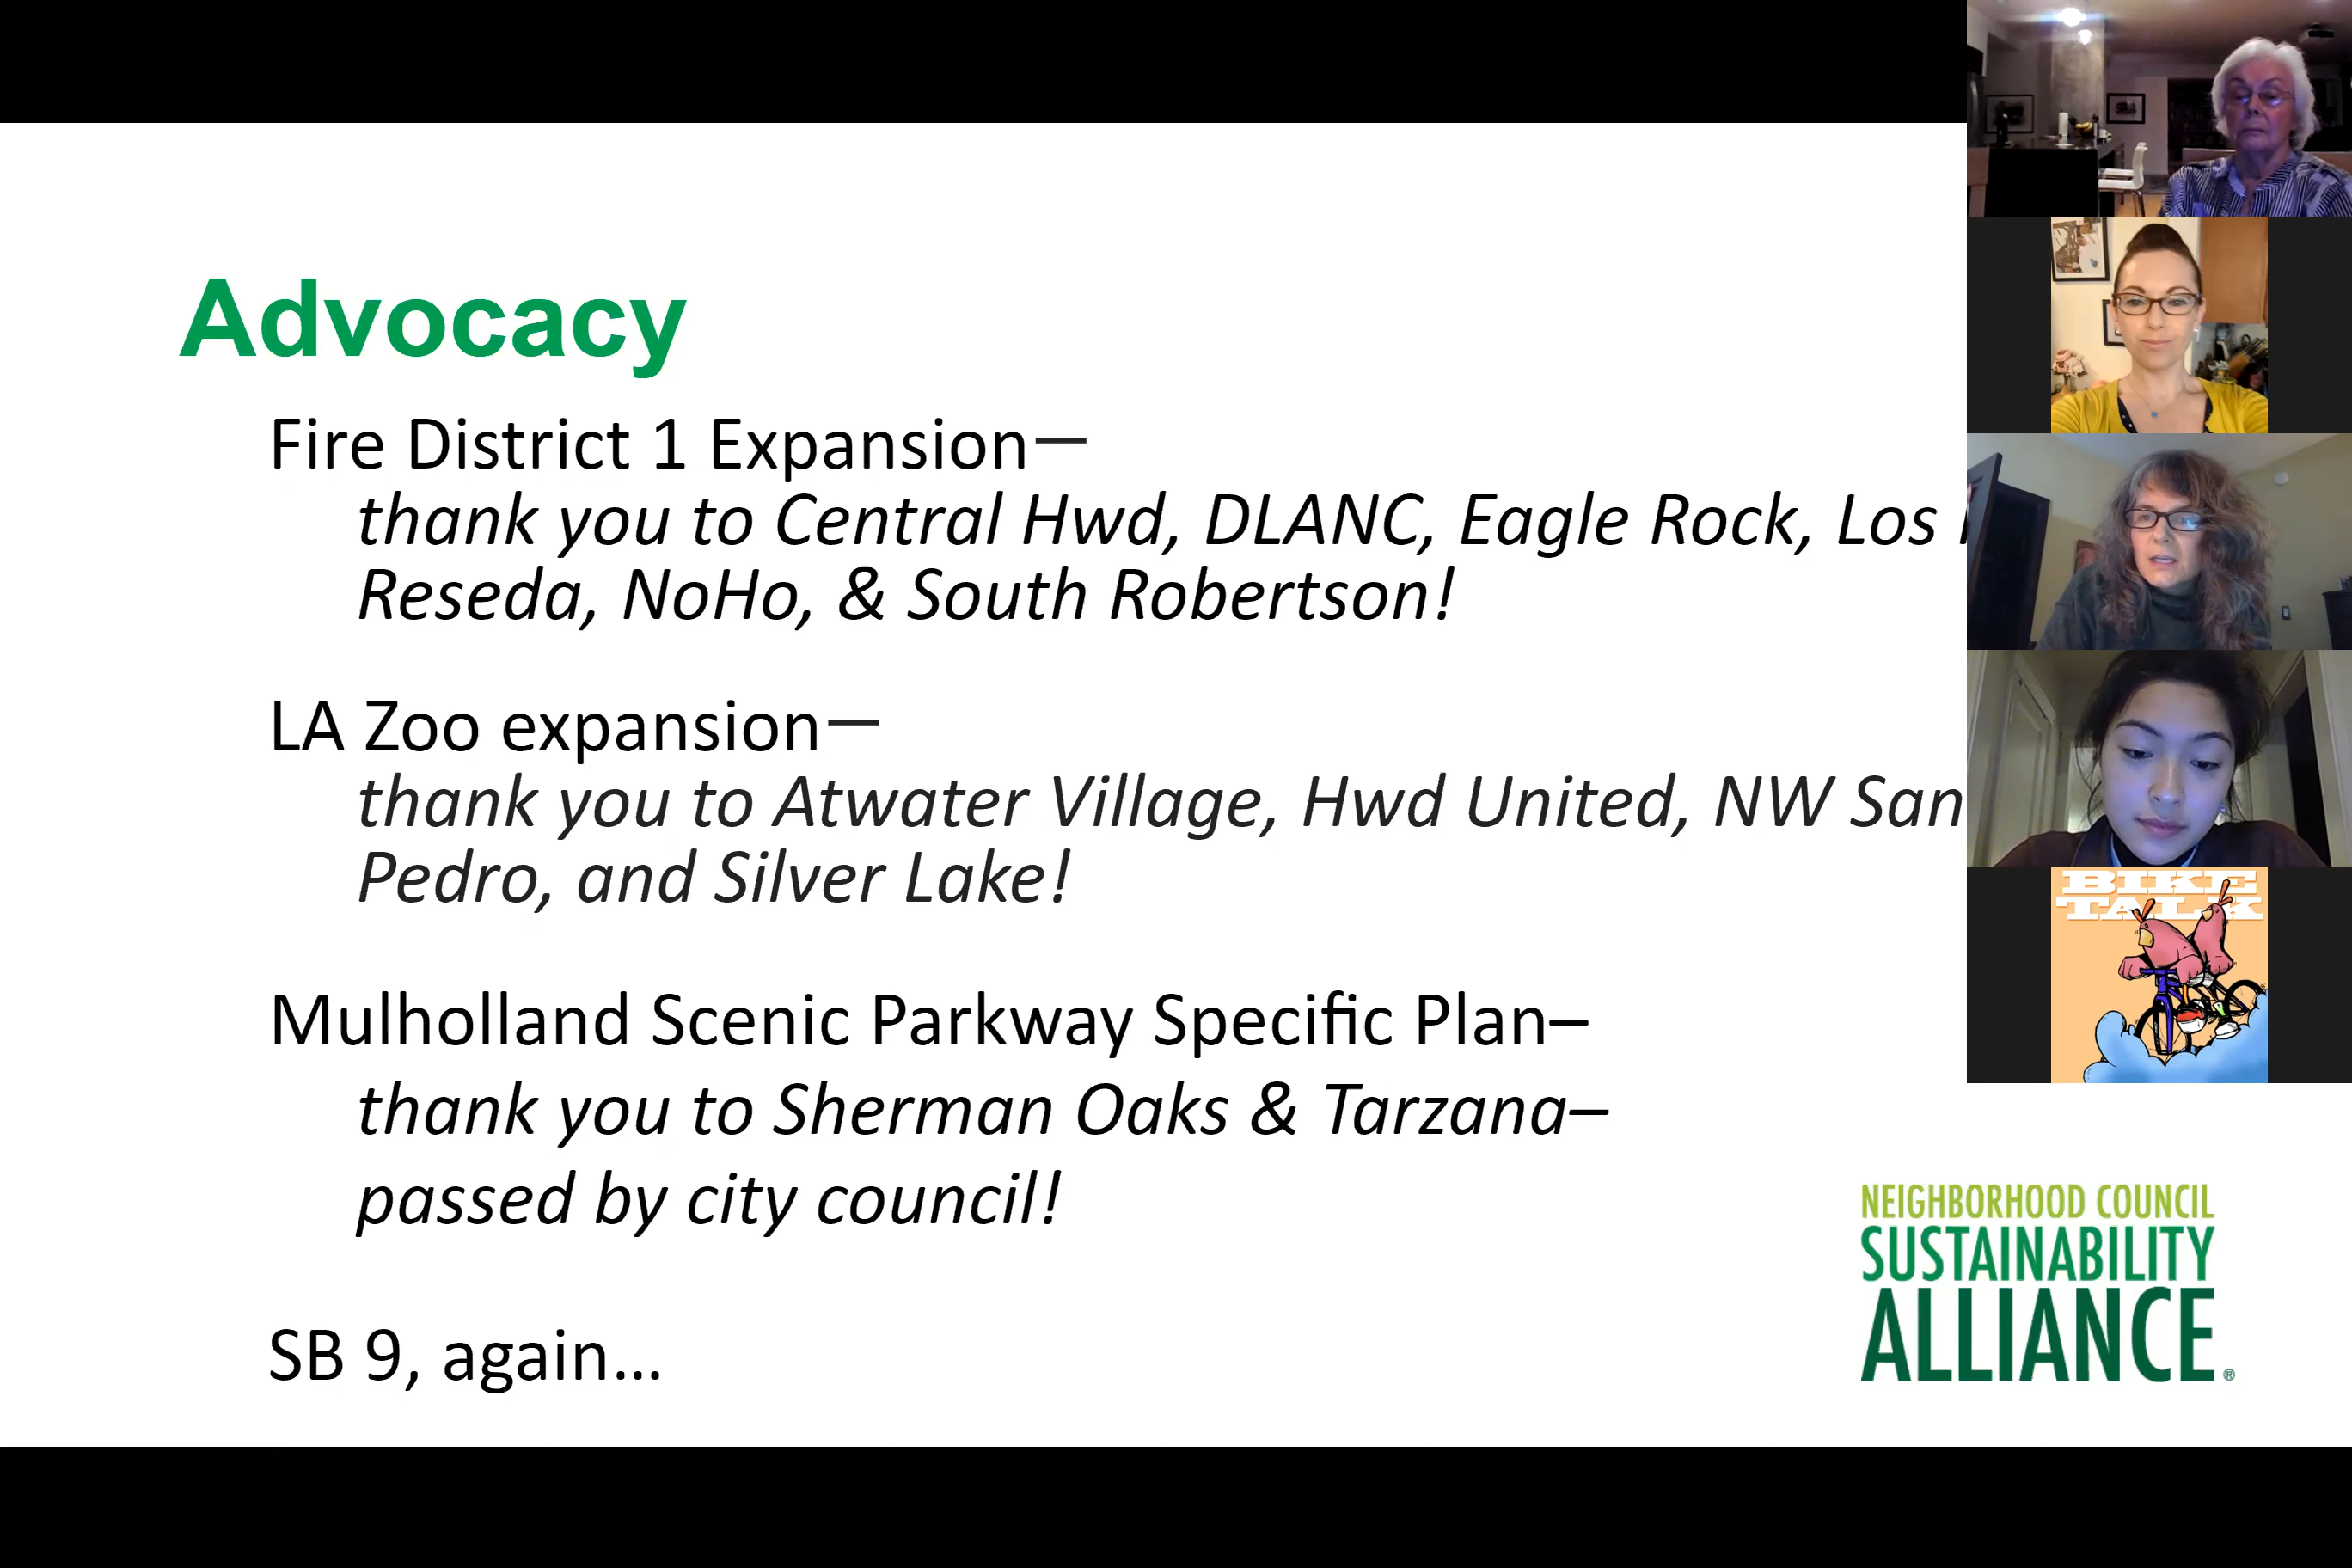 Advocacy
Fire District 1 Expansion—
thank you to Central Hwd, DLANC, Eagle Rock, Los
Reseda, NoHo, & South Robertson!
LA Zoo expansion—
thank you to Atwater Village, Hwd United, NW San
Pedro, and Silver Lake!
Mulholland Scenic Parkway Specific Plan–
thank you to Sherman Oaks & Tarzana–
passed by city council!
SB 9, again...
NEIGHBORHOOD COUNCIL
SUSTAINABILITY
ALLIANCE®
BIKE
TALK